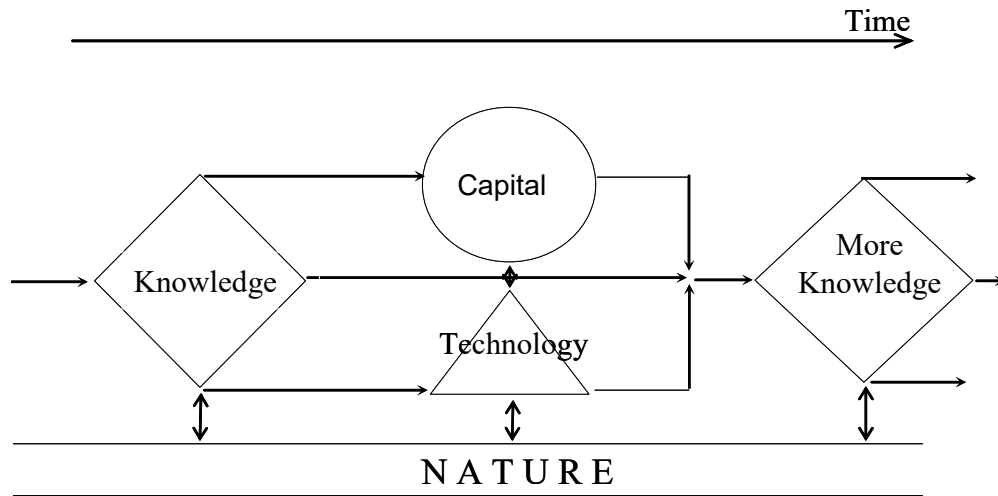 Time
Capital
Knowledge
More
Knowledge
Technology
N A T U R E